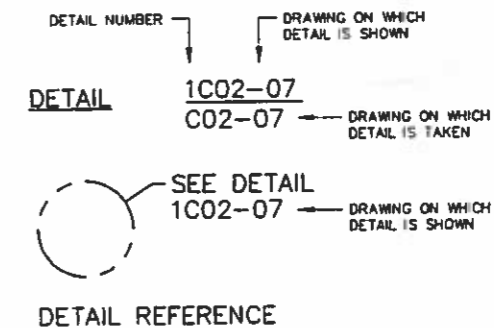 DETAIL NUMBER
DRAWING ON WHICH
DETAIL IS SHOWN
DETAIL
1C02-07
C02-07
DRAWING ON WHICH
DETAIL IS TAKEN
SEE DETAIL
1C02-07
DRAWING ON WHICH
DETAIL IS SHOWN
DETAIL REFERENCE